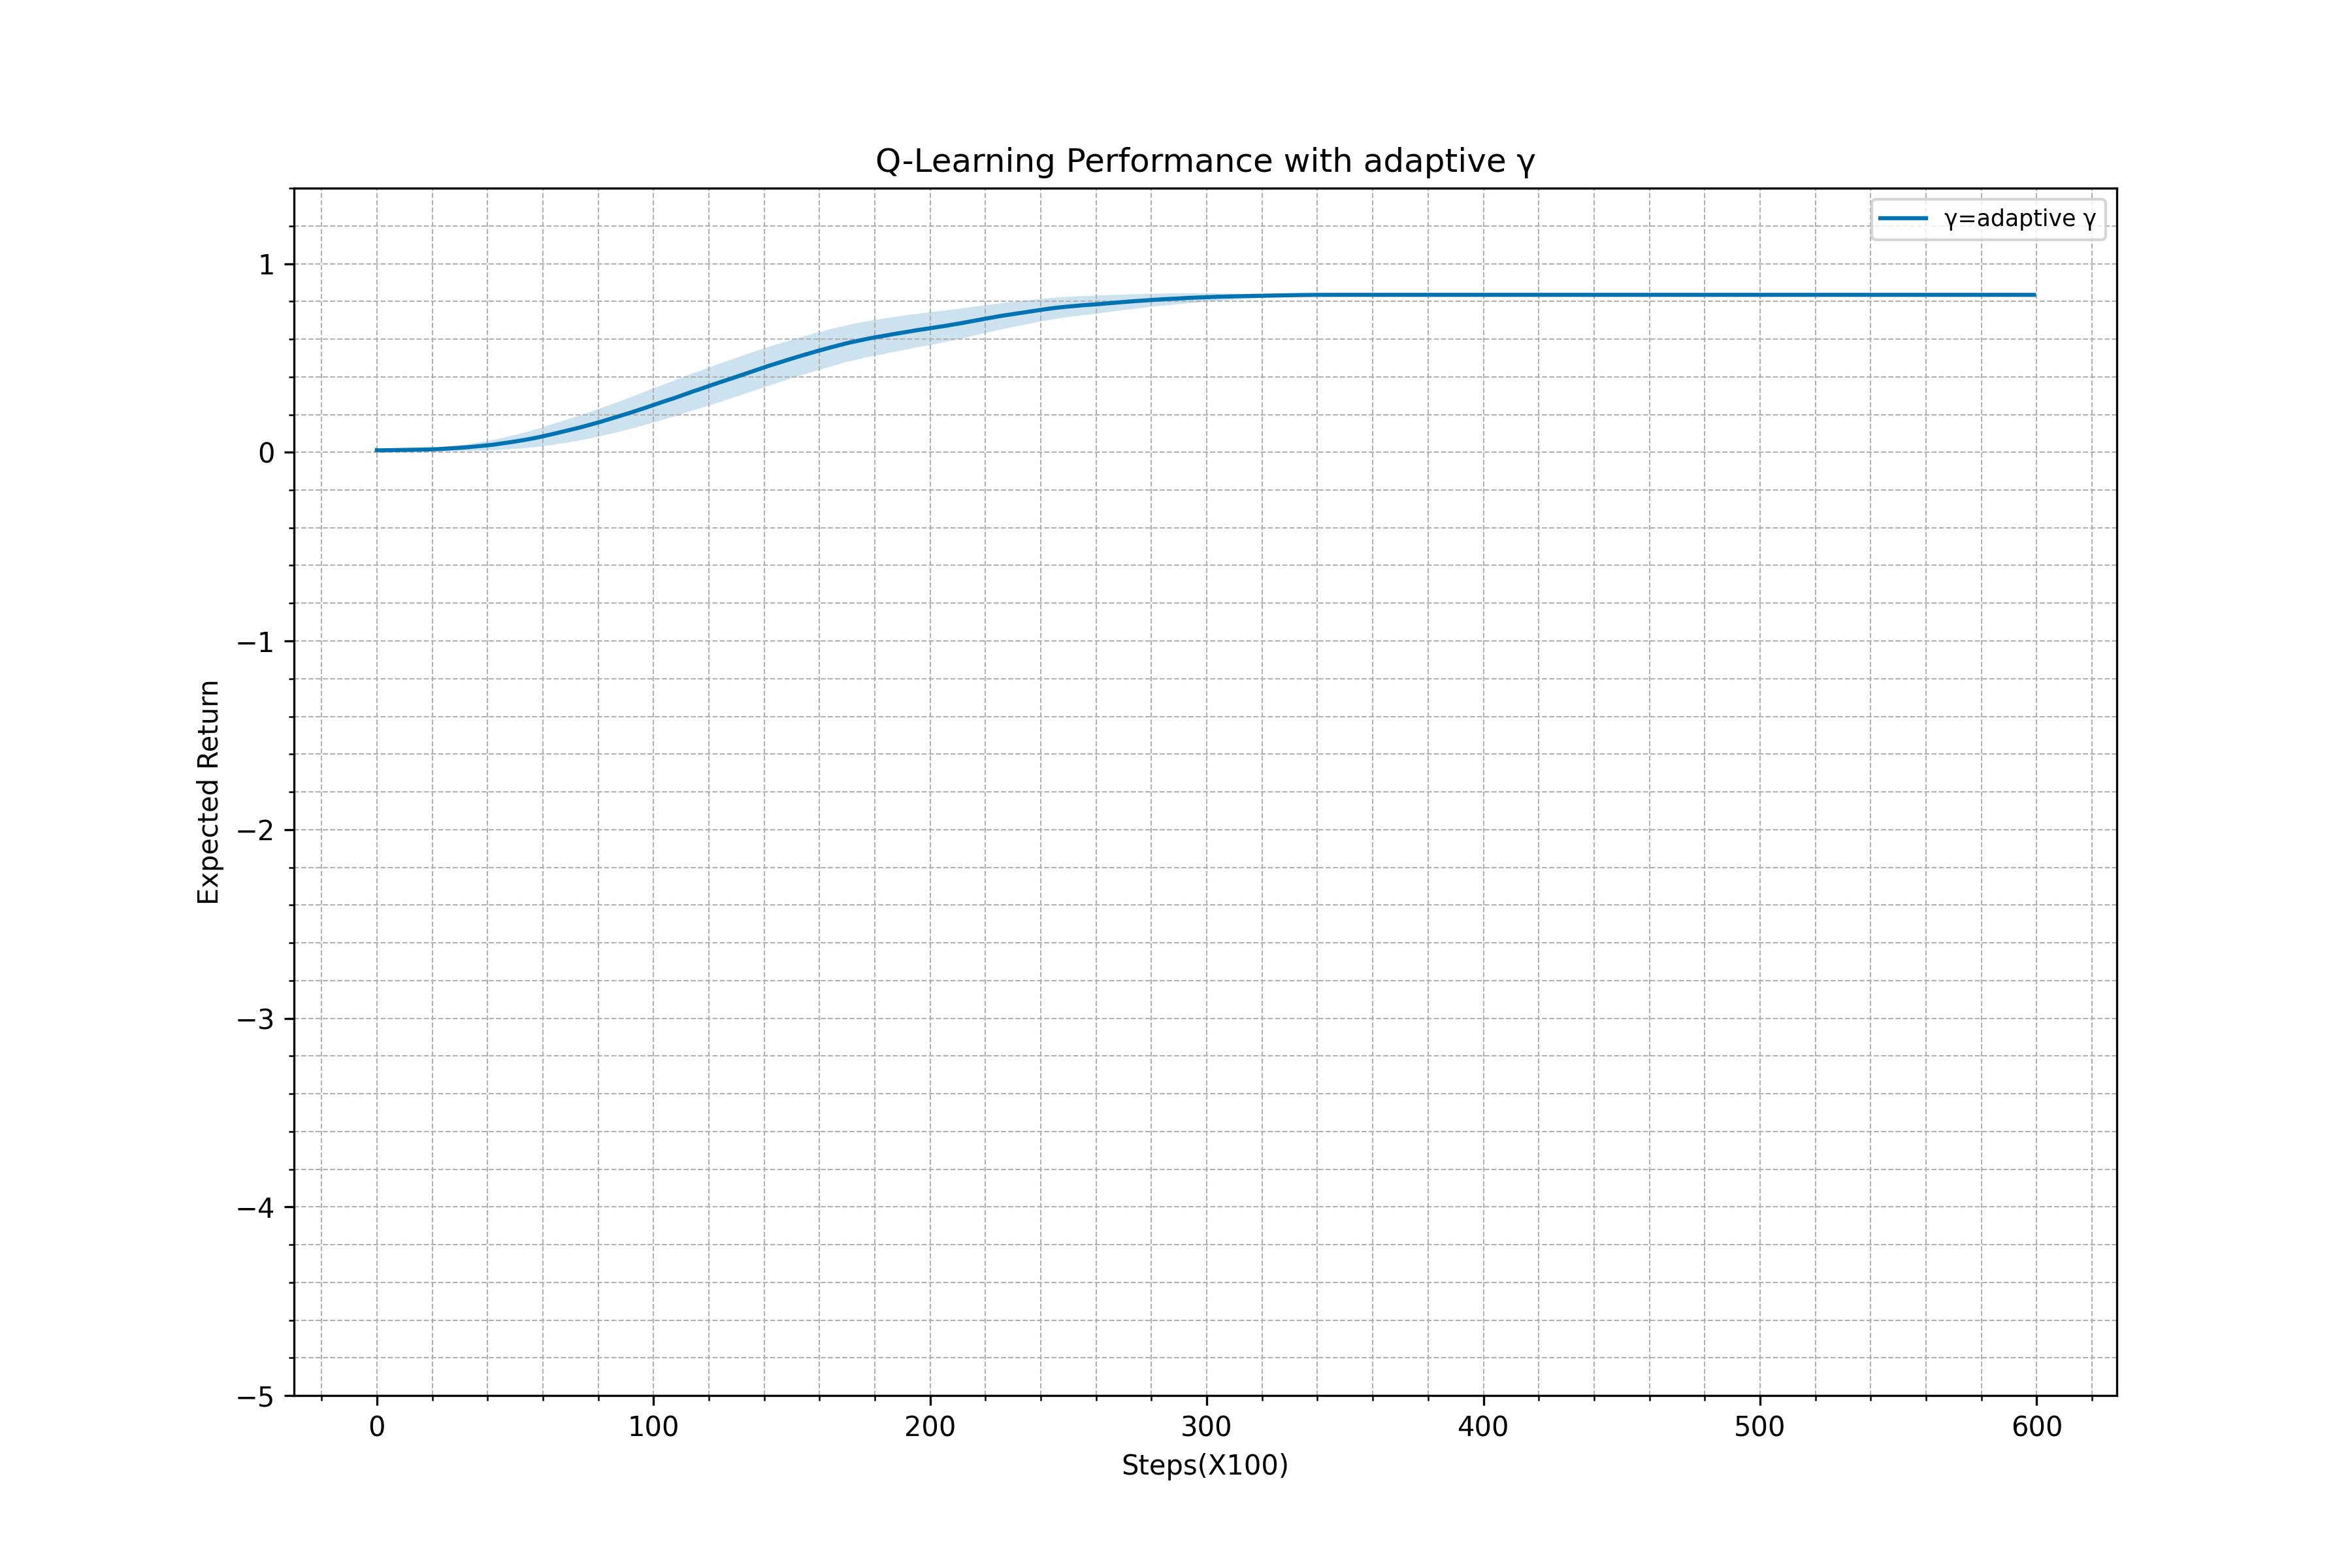 Q-Learning Performance with adaptive γ
γ=adaptive γ
1
0
−1
−2
−3
−4
−5
Expected Return
0 100 200 300 400 500 600
Steps(X100)